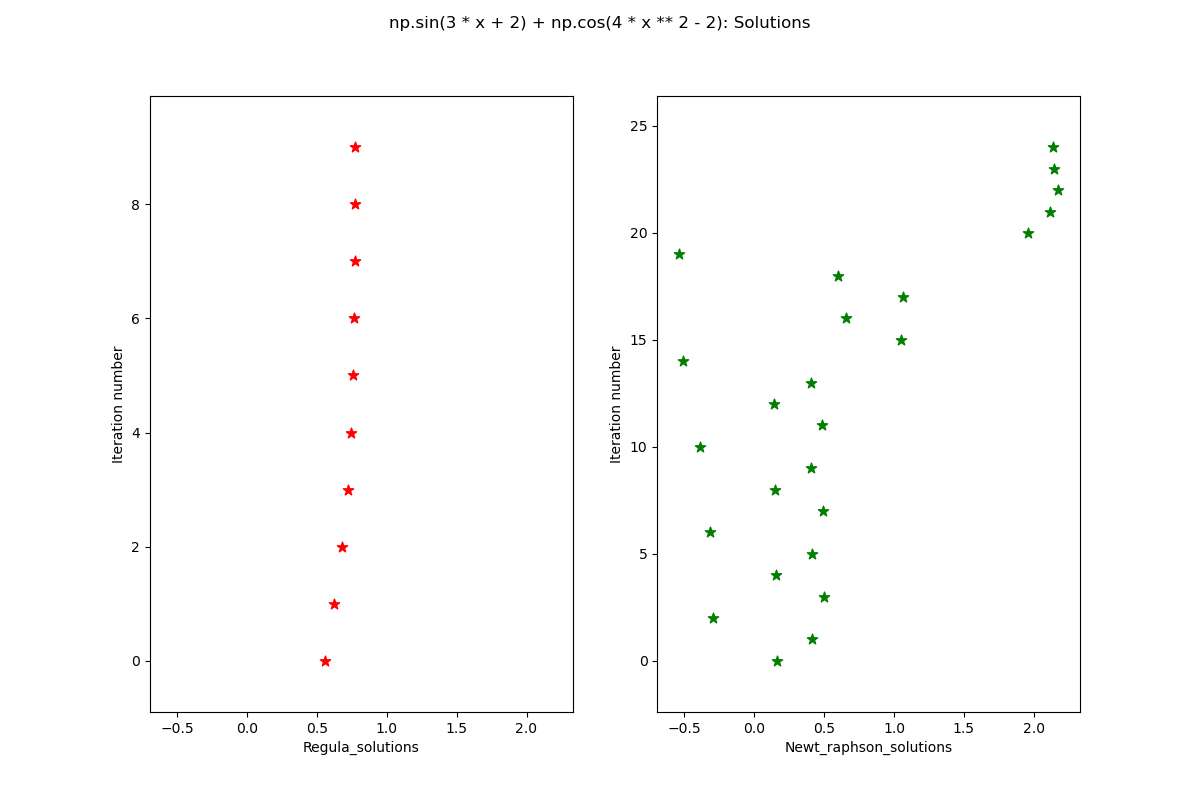 np.sin(3 * x + 2) + np.cos(4 * x ** 2 - 2): Solutions
8
6
4
2
0
Iteration number
−0.5 0.0 0.5 1.0 1.5 2.0
Regula_solutions
25
20
15
10
5
0
Iteration number
−0.5 0.0 0.5 1.0 1.5 2.0
Newt_raphson_solutions